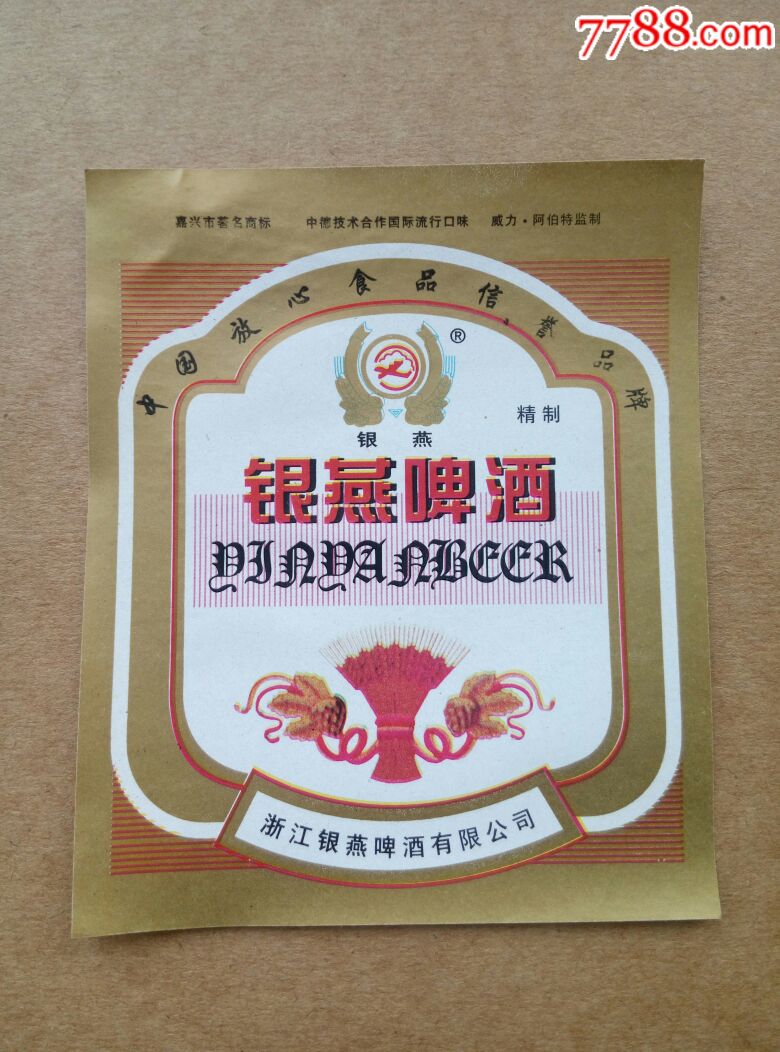 7788.com
嘉兴市著名商标 中德技术合作国际流行口味 威力·阿伯特监制
中国放心食品信誉品牌
®
银燕
精制
银燕啤酒
YINYANBEER
浙江银燕啤酒有限公司